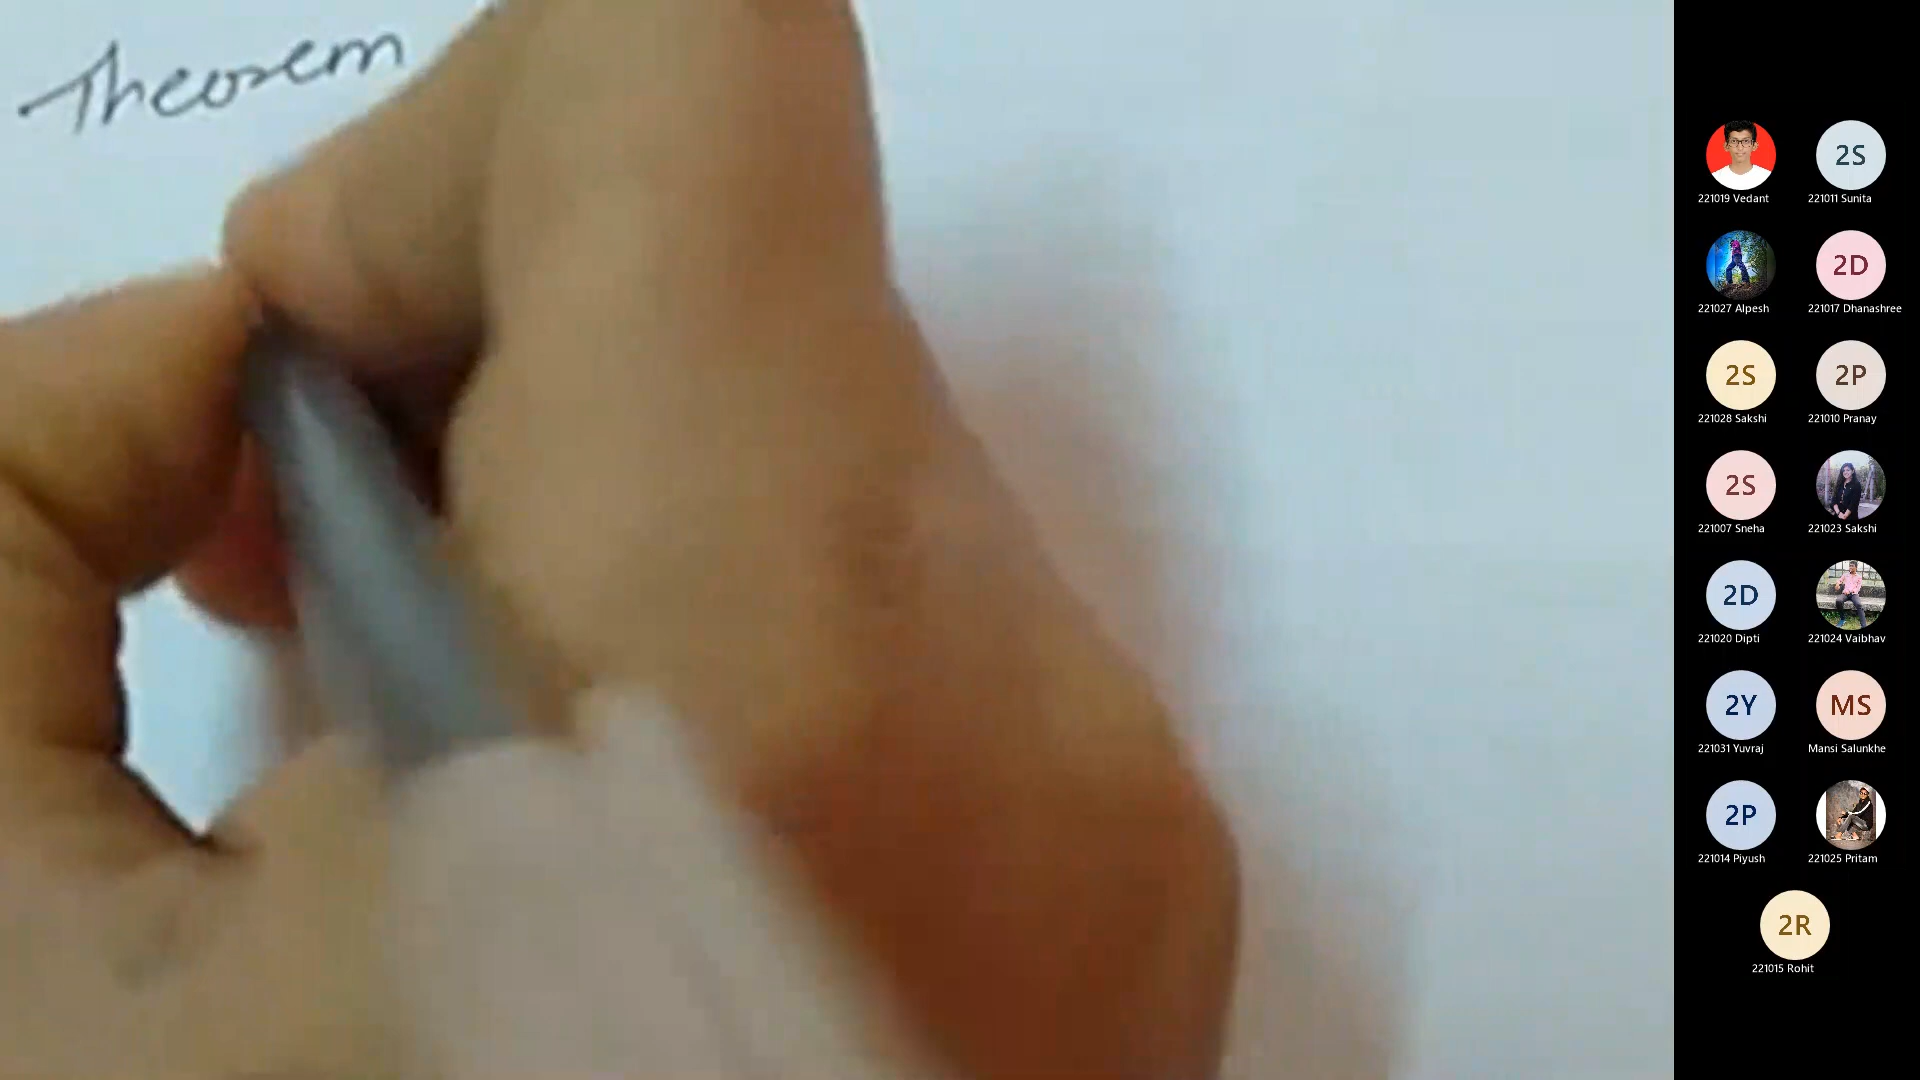 Theorem
2S
221019 Vedant
221011 Sunita
2D
221027 Alpesh
221017 Dhanashree
2S
2P
221028 Sakshi
221010 Pranay
2S
221007 Sneha
221023 Sakshi
2D
221020 Dipti
221024 Vaibhav
2Y
MS
221031 Yuvraj
Mansi Salunkhe
2P
221014 Piyush
221025 Pritam
2R
221015 Rohit